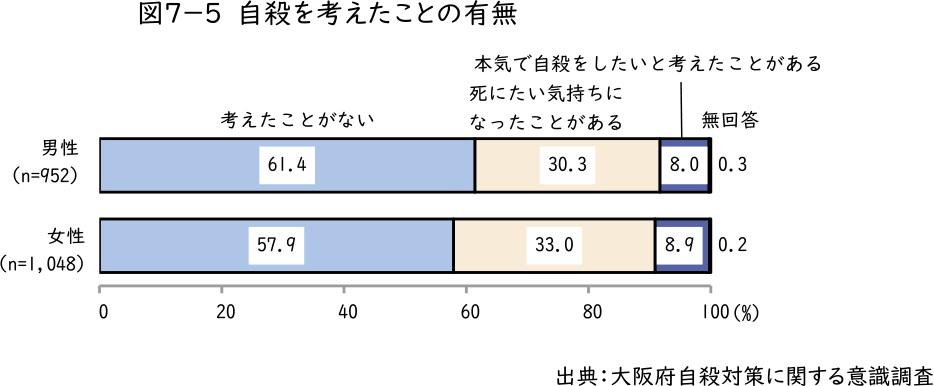 図7－5 自殺を考えたことの有無
本気で自殺をしたいと考えたことがある
死にたい気持ちに
考えたことがない
なったことがある
無回答
男性
(n=952)
61.4
30.3
8.0
0.3
女性
(n=1,048)
57.9
33.0
8.9
0.2
0 20 40 60 80 100(%)
出典：大阪府自殺対策に関する意識調査